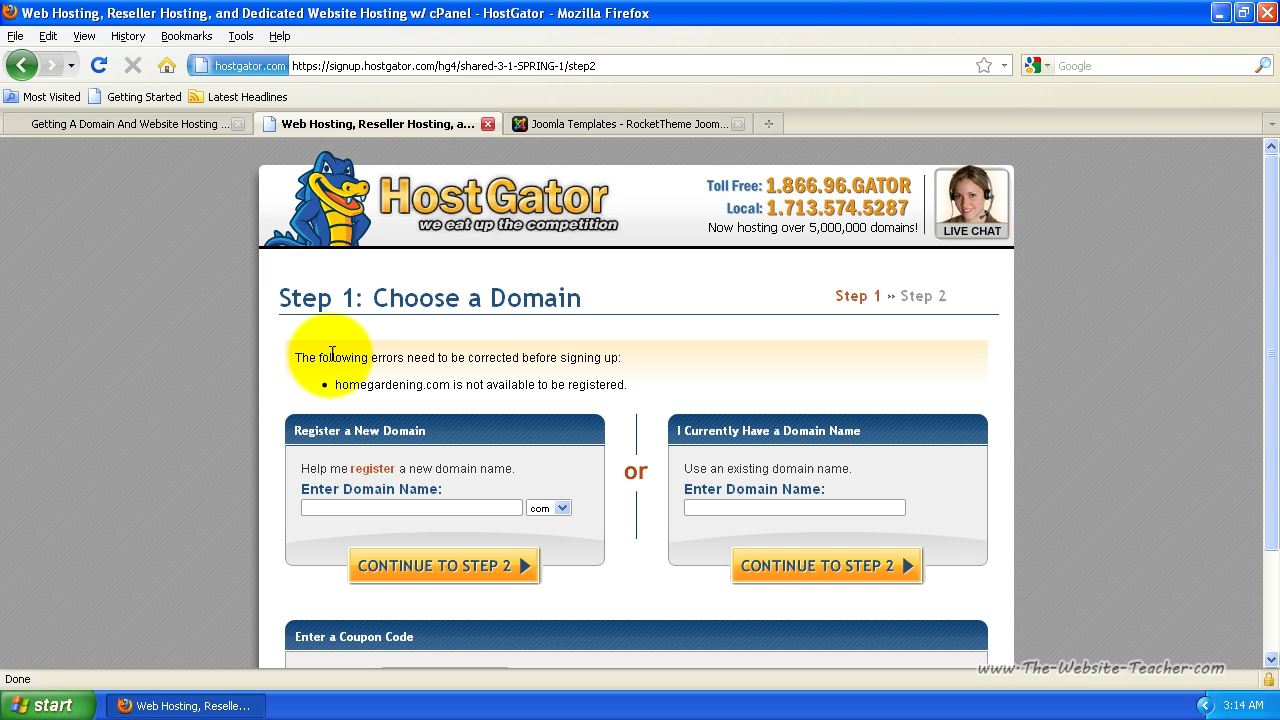 Web Hosting, Reseller Hosting, and Dedicated Website Hosting w/ cPanel - HostGator - Mozilla Firefox
File Edit View History Bookmarks Tools Help
hostgator.com https://signup.hostgator.com/hg4/shared-3-1-SPRING-1/step2 Google
Most Visited Getting Started Latest Headlines
Getting A Domain And Website Hosting ... Web Hosting, Reseller Hosting, a... Joomla Templates - RocketTheme Joom...
HostGator
we eat up the competition
Toll Free: 1.866.96.GATOR
Local: 1.713.574.5287
Now hosting over 5,000,000 domains!
LIVE CHAT
Step 1: Choose a Domain
Step 1 ›› Step 2
The following errors need to be corrected before signing up:
• homegardening.com is not available to be registered.
Register a New Domain
Help me register a new domain name.
Enter Domain Name:
com
CONTINUE TO STEP 2
or
I Currently Have a Domain Name
Use an existing domain name.
Enter Domain Name:
CONTINUE TO STEP 2
Enter a Coupon Code
www.The-Website-Teacher.com
Done
start Web Hosting, Reselle... 3:14 AM